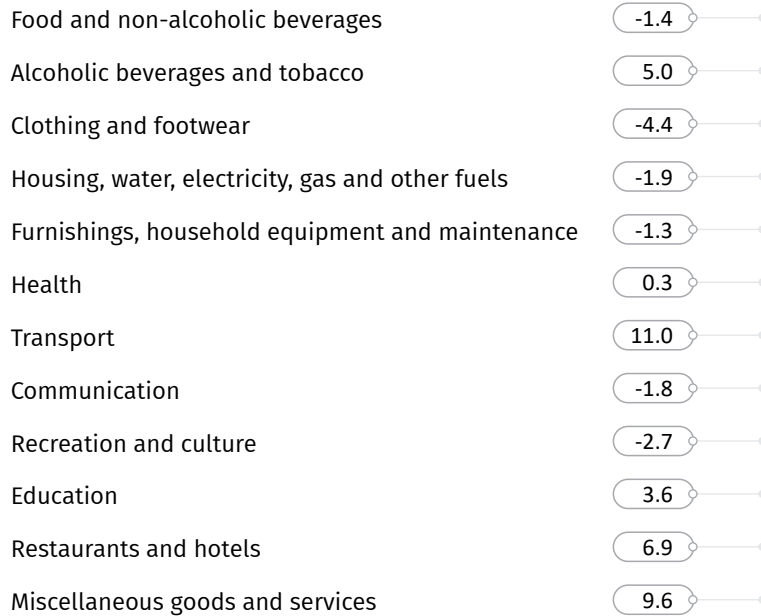 Food and non-alcoholic beverages -1.4
Alcoholic beverages and tobacco 5.0
Clothing and footwear -4.4
Housing, water, electricity, gas and other fuels -1.9
Furnishings, household equipment and maintenance -1.3
Health 0.3
Transport 11.0
Communication -1.8
Recreation and culture -2.7
Education 3.6
Restaurants and hotels 6.9
Miscellaneous goods and services 9.6